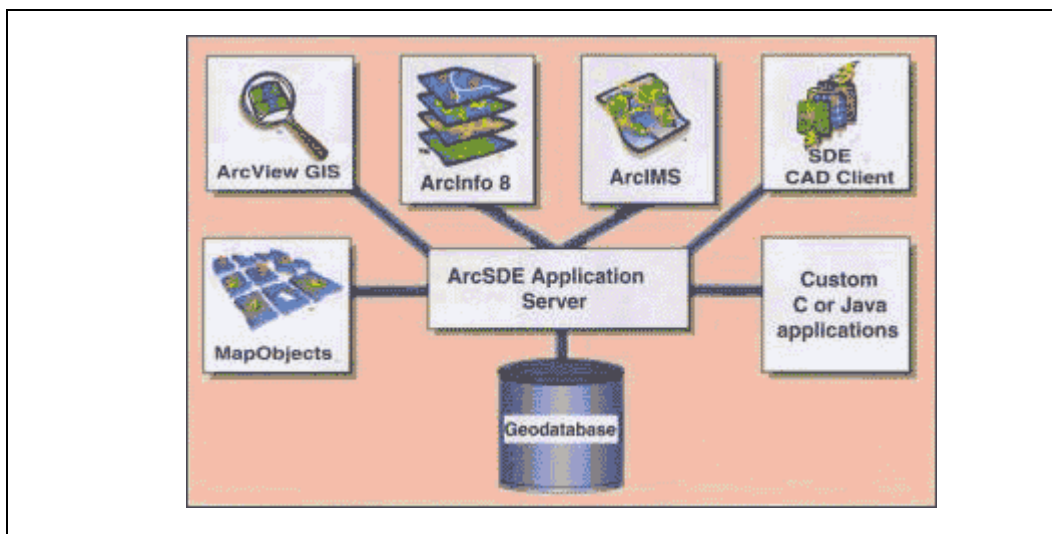 ArcView GIS
ArcInfo 8
ArcIMS
SDE
CAD Client
MapObjects
ArcSDE Application
Server
Custom
C or Java
applications
Geodatabase